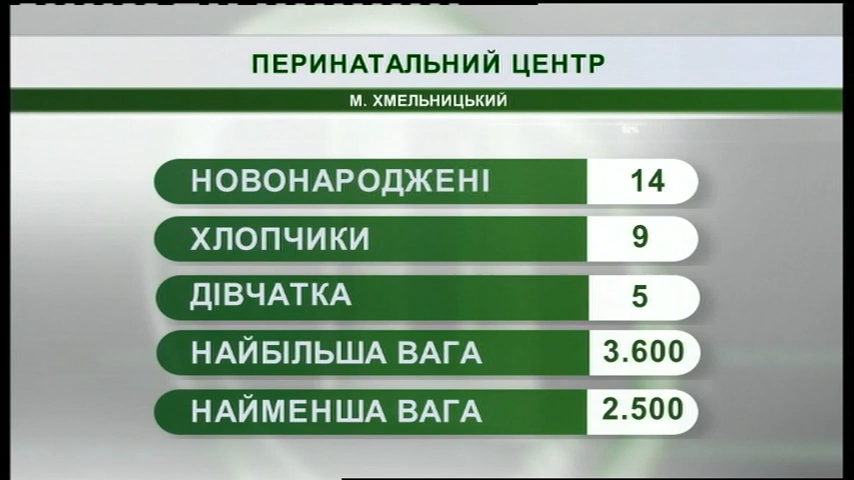 ПЕРИНАТАЛЬНИЙ ЦЕНТР
М. ХМЕЛЬНИЦЬКИЙ
НОВОНАРОДЖЕНІ 14
ХЛОПЧИКИ 9
ДІВЧАТКА 5
НАЙБІЛЬША ВАГА 3.600
НАЙМЕНША ВАГА 2.500